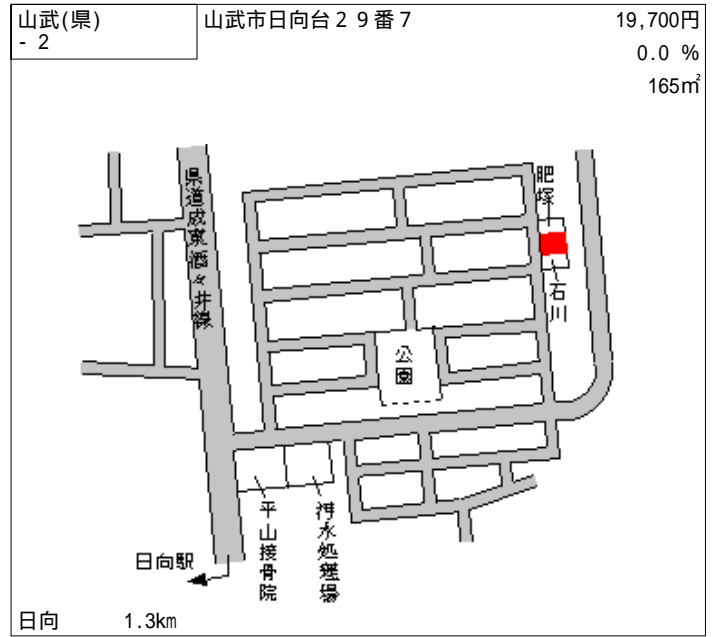 山武(県)
- 2
山武市日向台２９番７
19,700円
0.0 %
165㎡
県道成東酒々井線
肥塚
石川
公園
平山接骨院
汚水処理場
日向駅
日向 1.3km